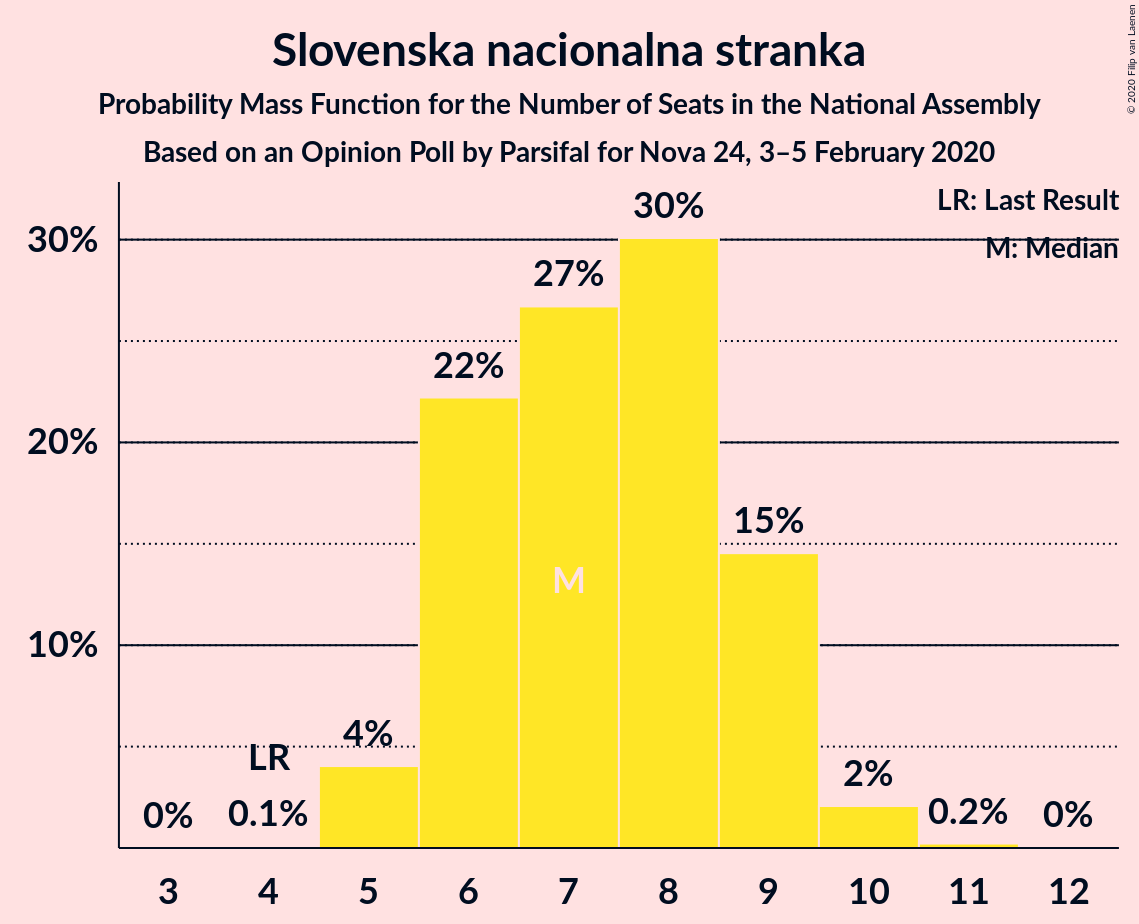 Slovenska nacionalna stranka
Probability Mass Function for the Number of Seats in the National Assembly
Based on an Opinion Poll by Parsifal for Nova 24, 3–5 February 2020
© 2020 Filip van Laenen
LR: Last Result
M: Median
30%
20%
10%
0%
LR
0.1%
4%
22%
27%
M
30%
15%
2%
0.2%
0%
3 4 5 6 7 8 9 10 11 12